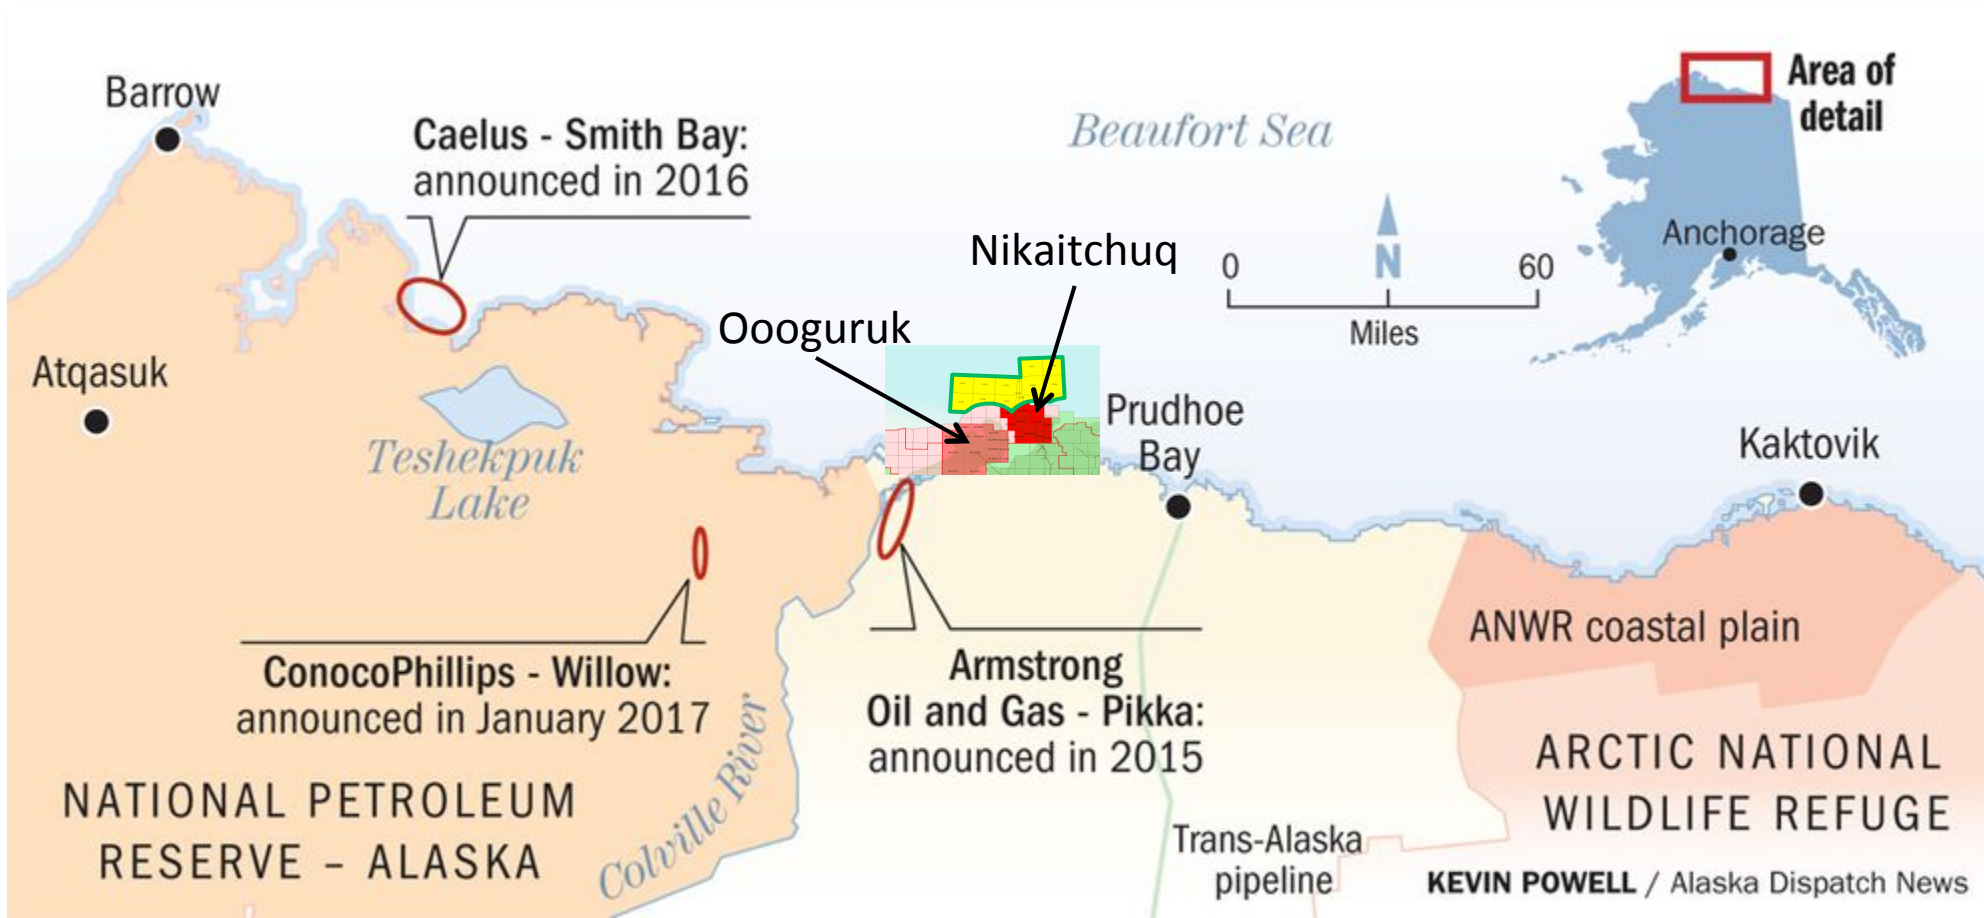 Barrow
Caelus - Smith Bay:
announced in 2016
Beaufort Sea
Area of
detail
Anchorage
Nikaitchuq
0
N
60
Miles
Oooguruk
Atqasuk
Teshekpuk
Lake
Prudhoe
Bay
Kaktovik
ConocoPhillips - Willow:
announced in January 2017
Armstrong
Oil and Gas - Pikka:
announced in 2015
ANWR coastal plain
NATIONAL PETROLEUM
RESERVE – ALASKA
Colville River
ARCTIC NATIONAL
WILDLIFE REFUGE
Trans-Alaska
pipeline
KEVIN POWELL / Alaska Dispatch News